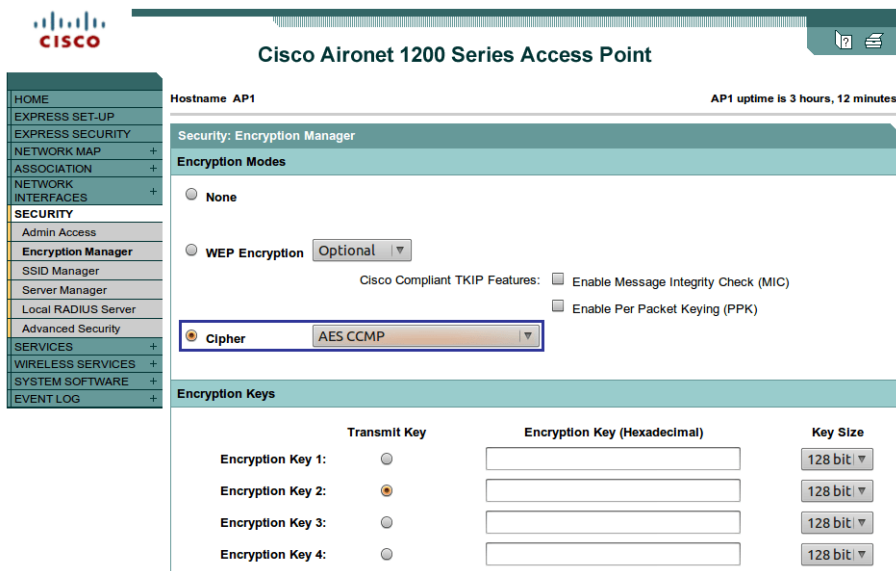 CISCO
Cisco Aironet 1200 Series Access Point
HOME
EXPRESS SET-UP
EXPRESS SECURITY
NETWORK MAP +
ASSOCIATION +
NETWORK
INTERFACES +
SECURITY
Admin Access
Encryption Manager
SSID Manager
Server Manager
Local RADIUS Server
Advanced Security
SERVICES +
WIRELESS SERVICES +
SYSTEM SOFTWARE +
EVENT LOG +
Hostname AP1 AP1 uptime is 3 hours, 12 minutes
Security: Encryption Manager
Encryption Modes
None
WEP Encryption Optional
Cisco Compliant TKIP Features: Enable Message Integrity Check (MIC)
Enable Per Packet Keying (PPK)
Cipher AES CCMP
Encryption Keys
Transmit Key Encryption Key (Hexadecimal) Key Size
Encryption Key 1: 128 bit
Encryption Key 2: 128 bit
Encryption Key 3: 128 bit
Encryption Key 4: 128 bit